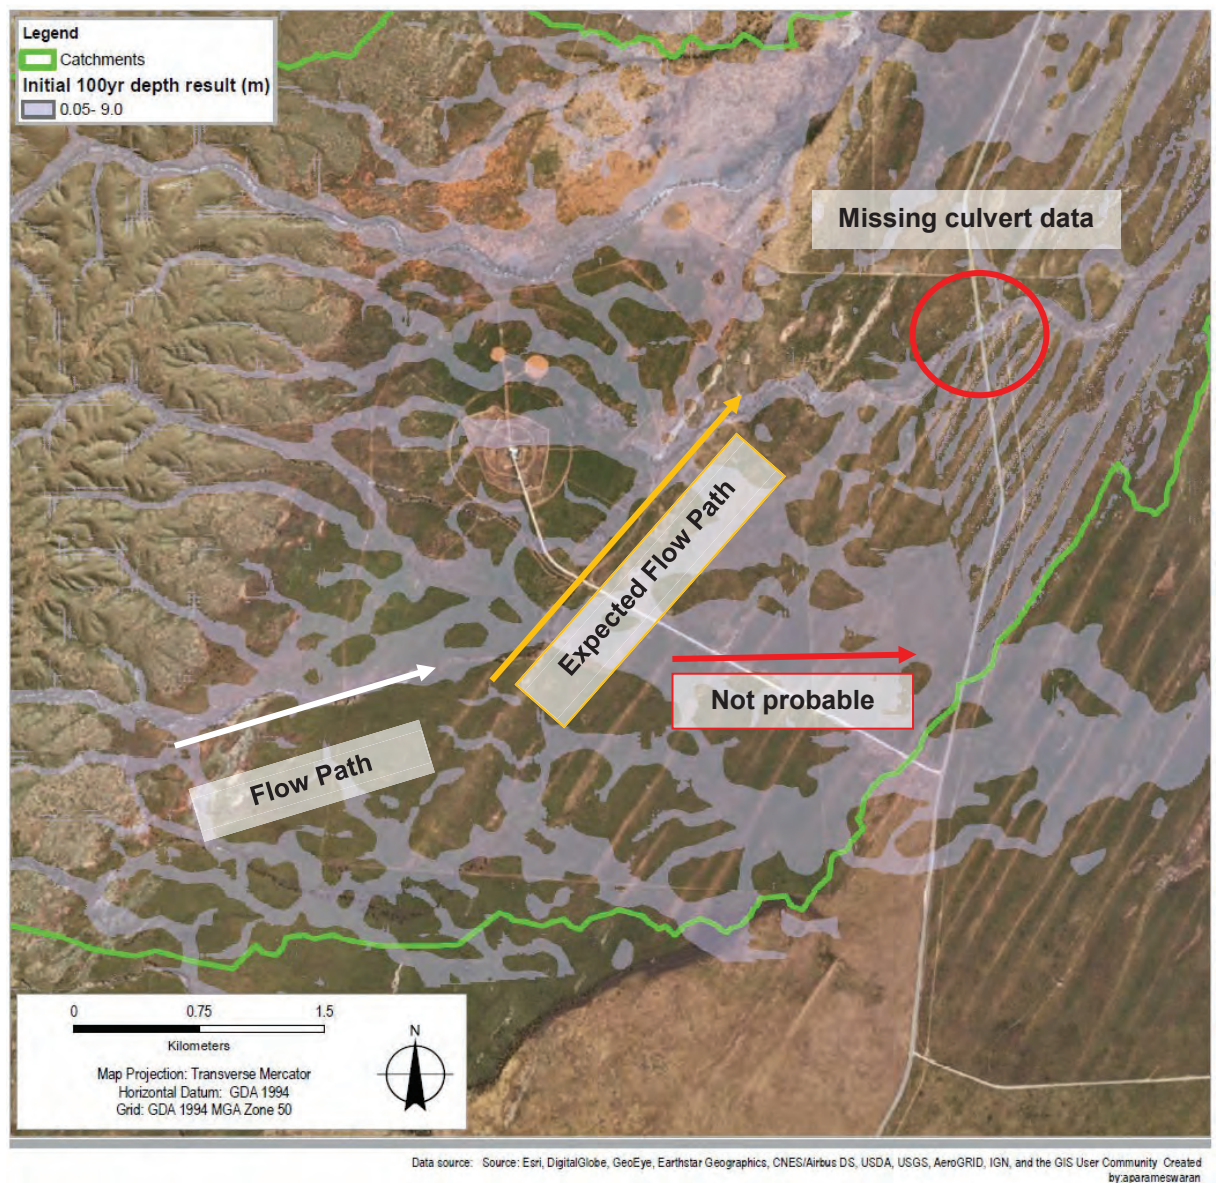 Legend
Catchments
Initial 100yr depth result (m)
0.05- 9.0
Missing culvert data
Expected Flow Path
Not probable
Flow Path
0 0.75 1.5
Kilometers
N
Map Projection: Transverse Mercator
Horizontal Datum: GDA 1994
Grid: GDA 1994 MGA Zone 50
Data source: Source: Esri, DigitalGlobe, GeoEye, Earthstar Geographics, CNES/Airbus DS, USDA, USGS, AeroGRID, IGN, and the GIS User Community Created
by:aparameswaran